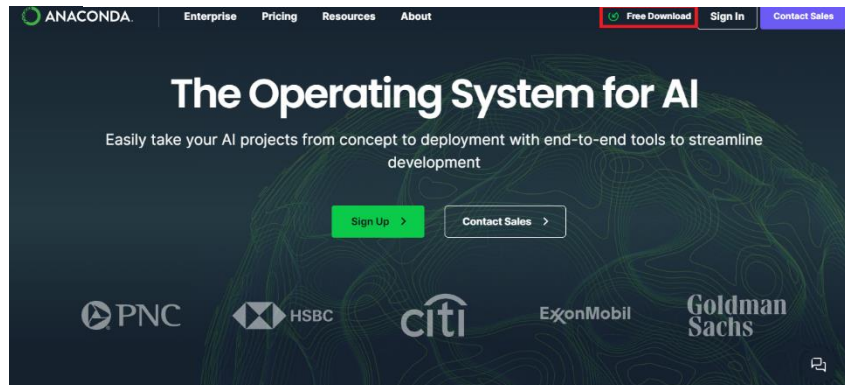 ANACONDA.
Enterprise Pricing Resources About
Free Download Sign In Contact Sales
The Operating System for AI
Easily take your AI projects from concept to deployment with end-to-end tools to streamline
development
Sign Up > Contact Sales >
PNC HSBC citi ExxonMobil Goldman
Sachs